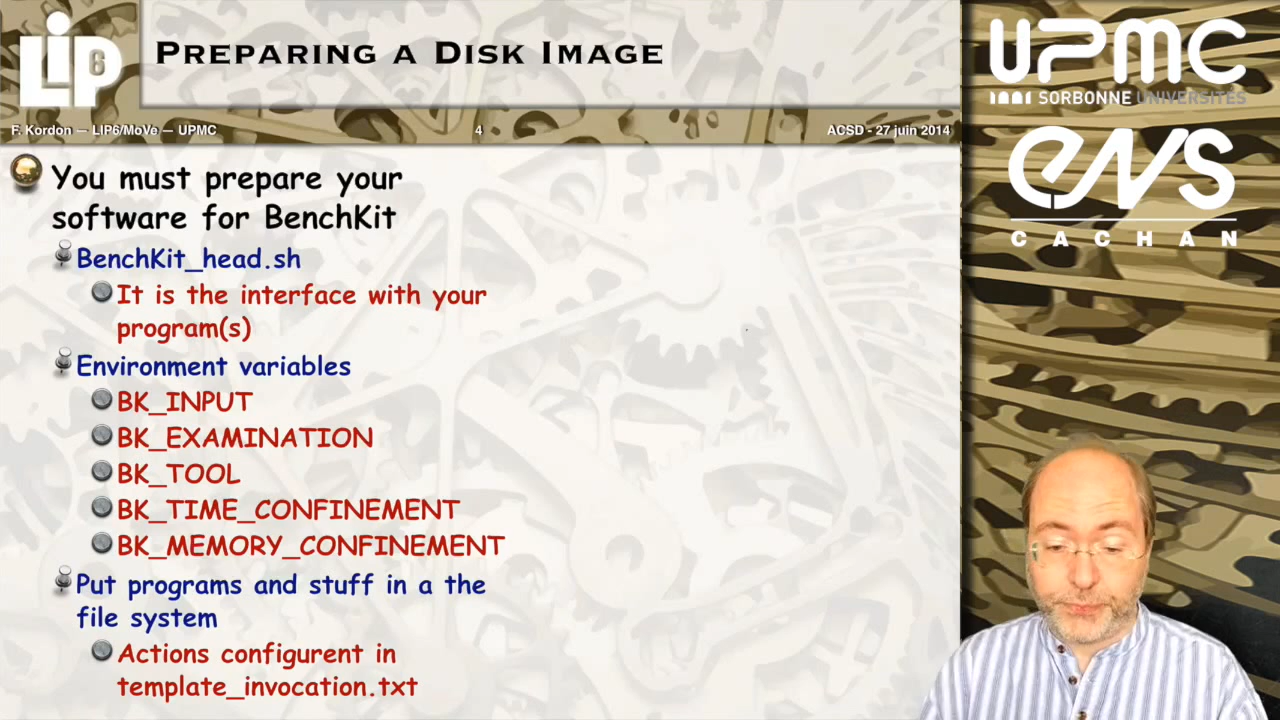 LIP6
PREPARING A DISK IMAGE
F. Kordon — LIP6/MoVe — UPMC
4
ACSD - 27 juin 2014
You must prepare your
software for BenchKit
BenchKit_head.sh
It is the interface with your
program(s)
Environment variables
BK_INPUT
BK_EXAMINATION
BK_TOOL
BK_TIME_CONFINEMENT
BK_MEMORY_CONFINEMENT
Put programs and stuff in a the
file system
Actions configurent in
template_invocation.txt
UPMC
SORBONNE UNIVERSITÉS
ENS
CACHAN